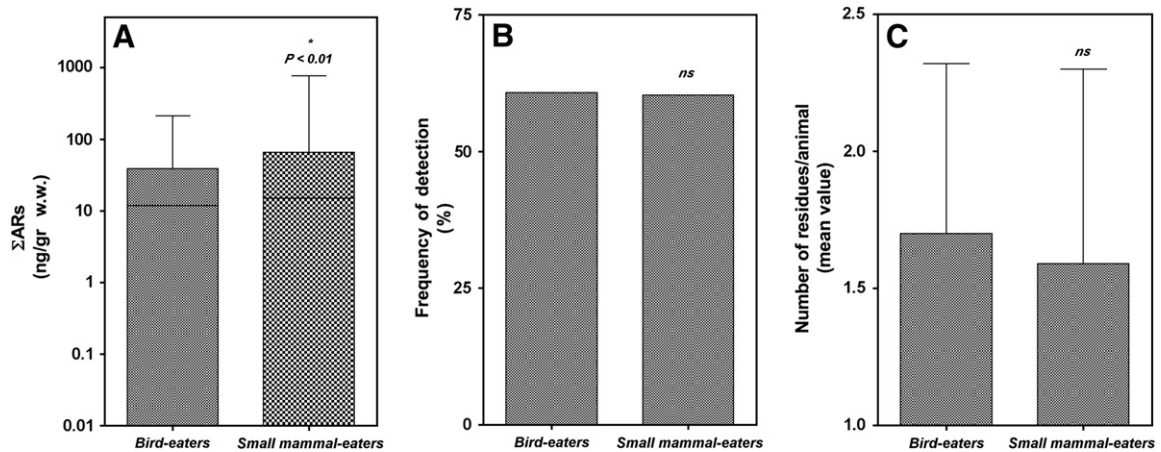 A
*
P < 0.01
1000
100
10
1
0.1
0.01
ΣARs
(ng/gr w.w.)
Bird-eaters
Small mammal-eaters
B
ns
75
50
25
0
Frequency of detection
(%)
Bird-eaters
Small mammal-eaters
C
ns
2.5
2.0
1.5
1.0
Number of residues/animal
(mean value)
Bird-eaters
Small mammal-eaters